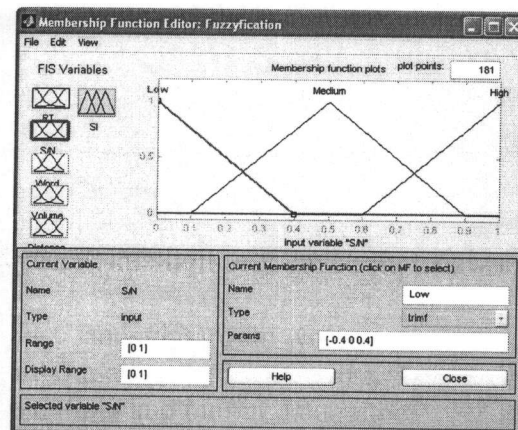 Membership Function Editor: Fuzzyfication
File Edit View
FIS Variables
Membership function plots plot points: 181
RT
SI
S/N
Word
Volume
Distance
Low Medium High
1
0.5
0
0 0.1 0.2 0.3 0.4 0.5 0.6 0.7 0.8 0.9 1
input variable "S/N"
Current Variable
Name S/N
Type input
Range [0 1]
Display Range [0 1]
Current Membership Function (click on MF to select)
Name Low
Type trimf
Params [-0.4 0 0.4]
Help Close
Selected variable "S/N"